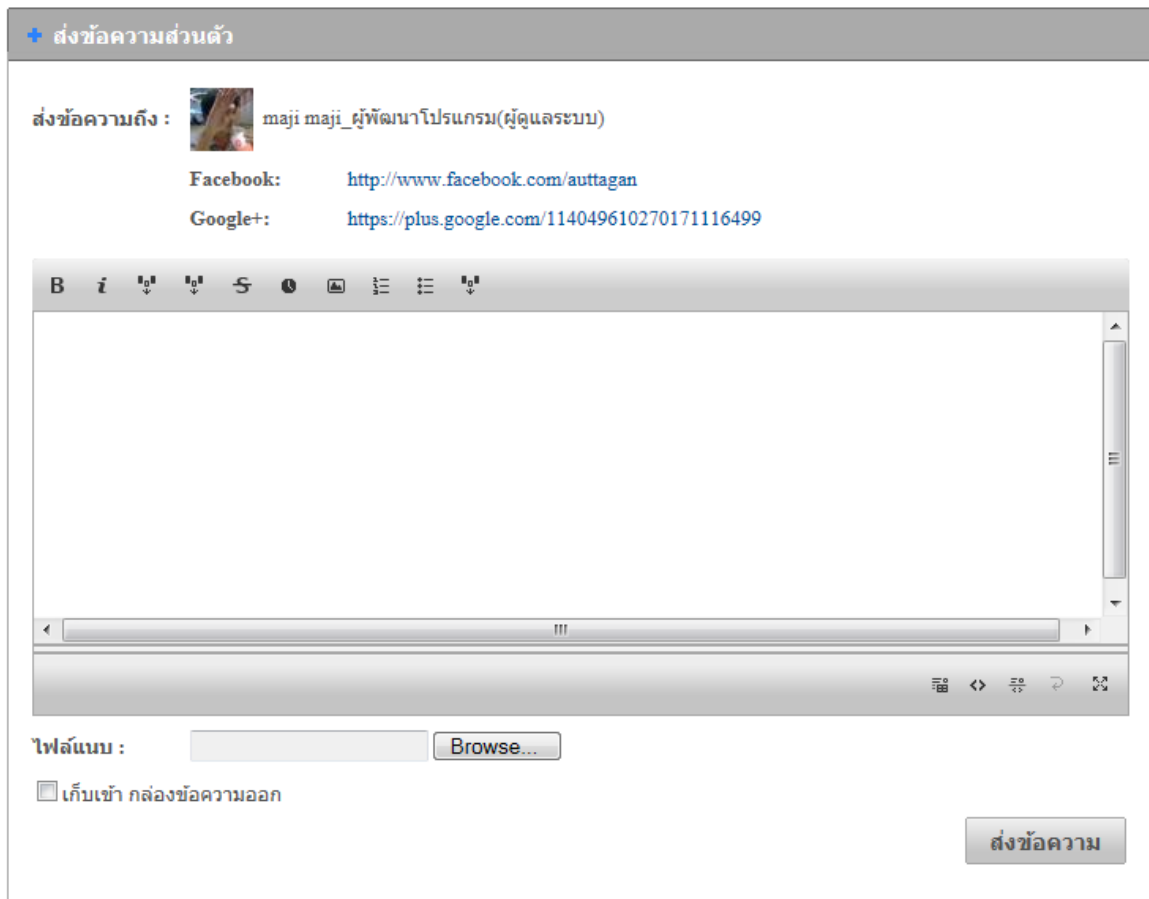 ส่งข้อความส่วนตัว
ส่งข้อความถึง : maji maji_ผู้พัฒนาโปรแกรม(ผู้ดูแลระบบ)
Facebook: http://www.facebook.com/auttagan
Google+: https://plus.google.com/114049610270171116499
B i S
ไฟล์แนบ : Browse...
เก็บเข้า กล่องข้อความออก
ส่งข้อความ